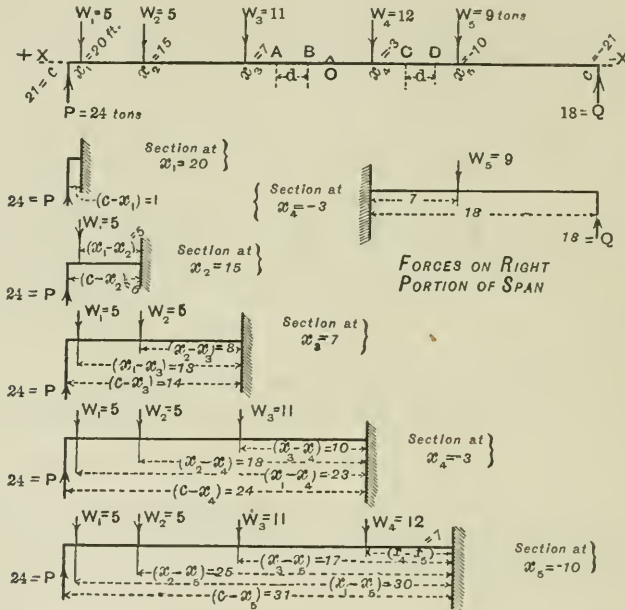 W₁=5 W₂=5 W₃=11 W₄=12 W₅=9 tons
+X x₁=20 ft. x₂=15 x₃=7 A B O x₄=-3 C D x₅=-10 -21 -X
21=C d d C
P=24 tons 18=Q
Section at
x₁=20
24=P (C-x₁)=1
W₅=9
Section at
x₄=-3
7
18
18=Q
FORCES ON RIGHT
PORTION OF SPAN
W₁=5
(x₁-x₂)=5
(C-x₂)=6
24=P
Section at
x₂=15
W₁=5 W₂=5
(x₂-x₃)=8
(x₁-x₃)=13
(C-x₃)=14
24=P
Section at
x₃=7
W₁=5 W₂=5 W₃=11
(x₃-x₄)=10
(x₂-x₄)=18
(x₁-x₄)=23
(C-x₄)=24
24=P
Section at
x₄=-3
W₁=5 W₂=5 W₃=11 W₄=12
(x₄-x₅)=7
(x₃-x₅)=17
(x₂-x₅)=25
(x₁-x₅)=30
(C-x₅)=31
24=P
Section at
x₅=-10